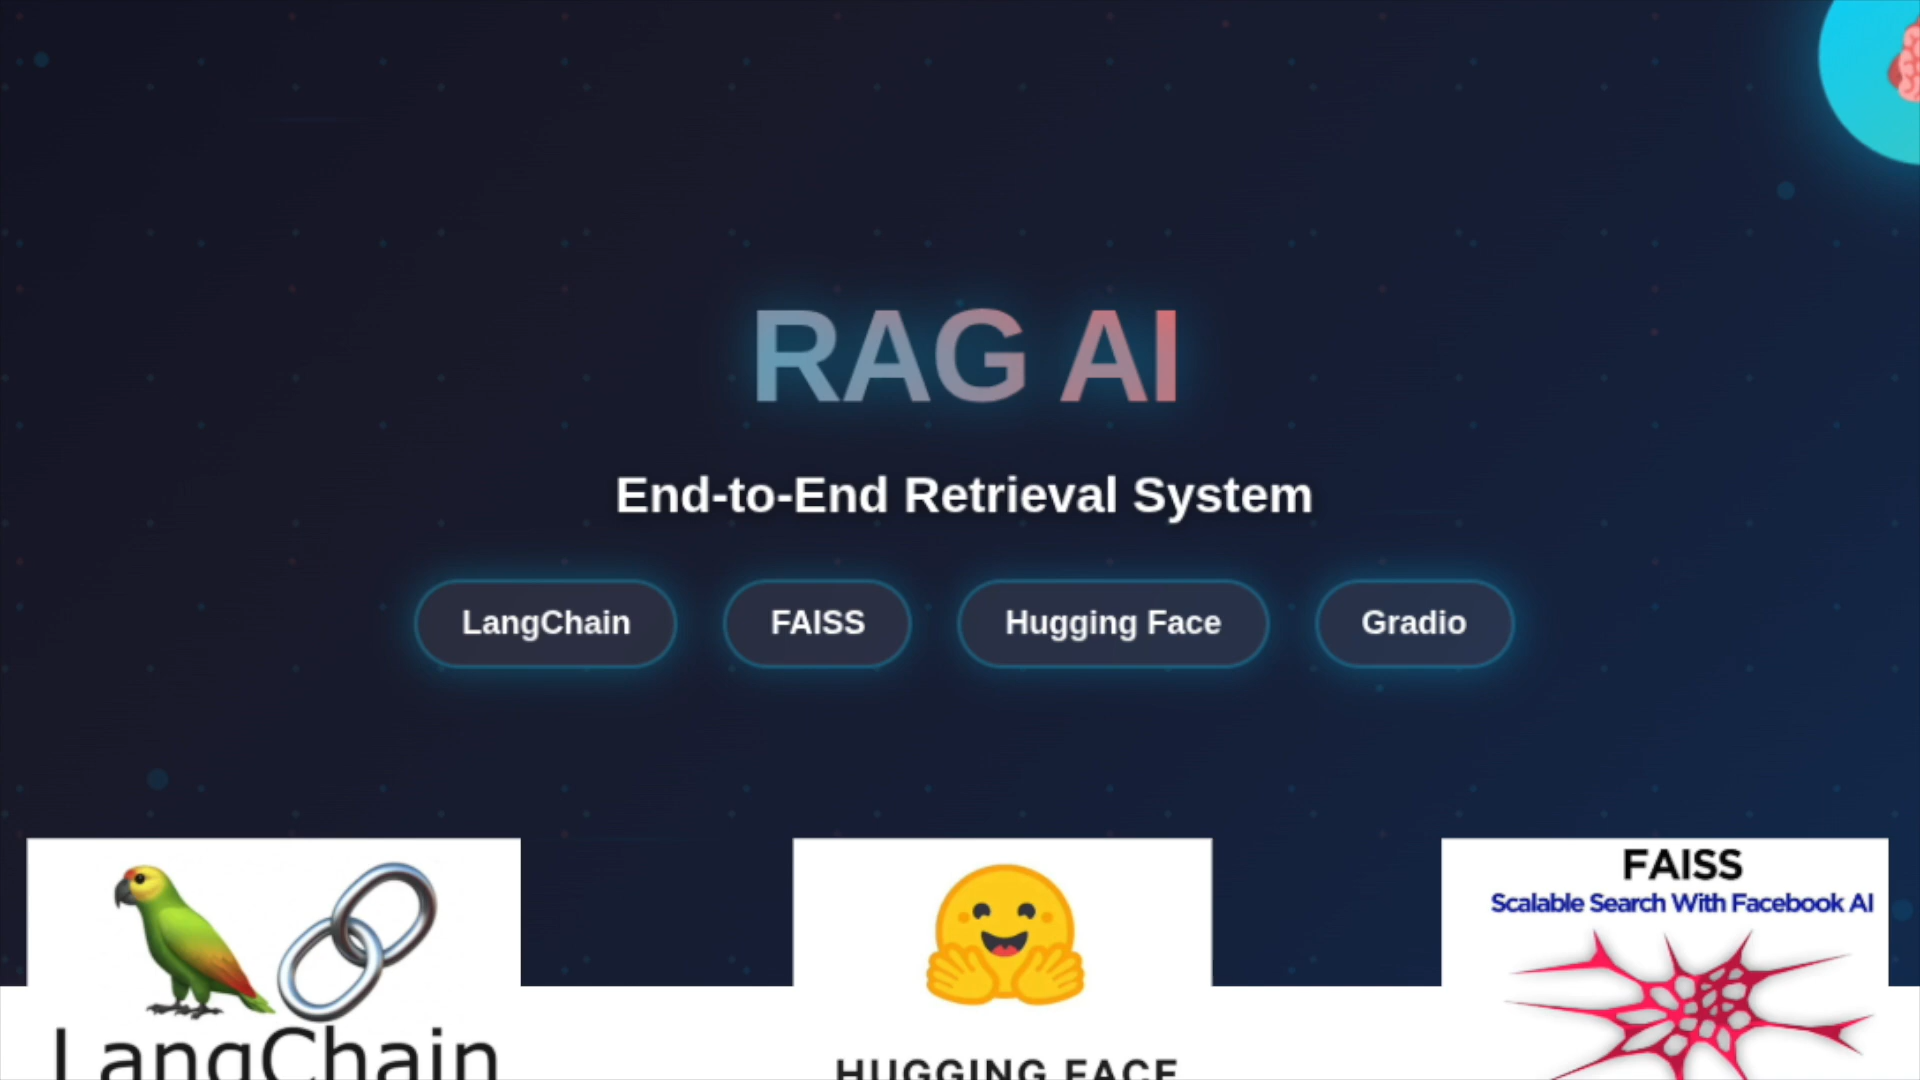 RAG AI
End-to-End Retrieval System
LangChain
FAISS
Hugging Face
Gradio
FAISS
Scalable Search With Facebook AI
LangChain
HUGGING FACE